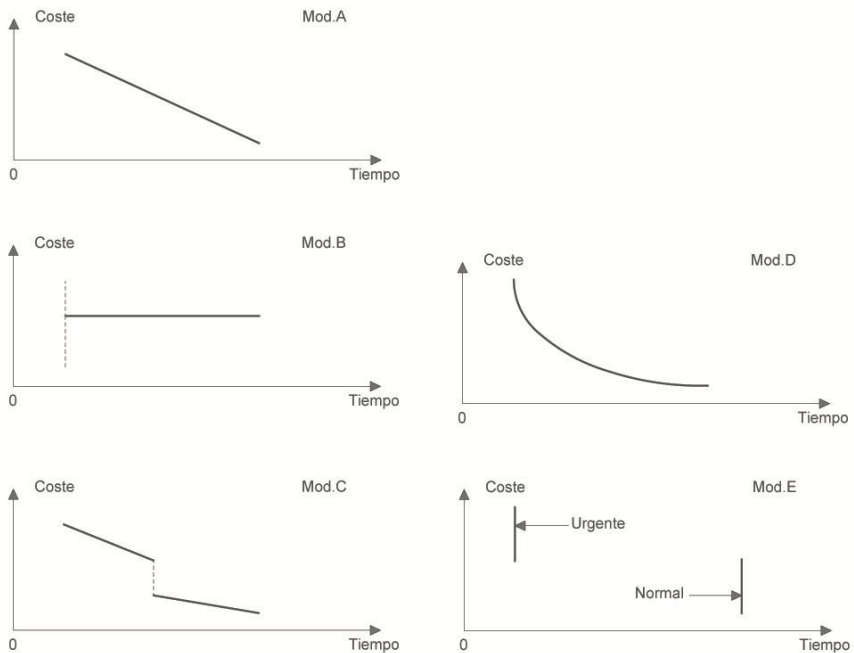 Coste Mod.A
0 Tiempo
Coste Mod.B
0 Tiempo
Coste Mod.D
0 Tiempo
Coste Mod.C
0 Tiempo
Coste Mod.E
Urgente
Normal
0 Tiempo